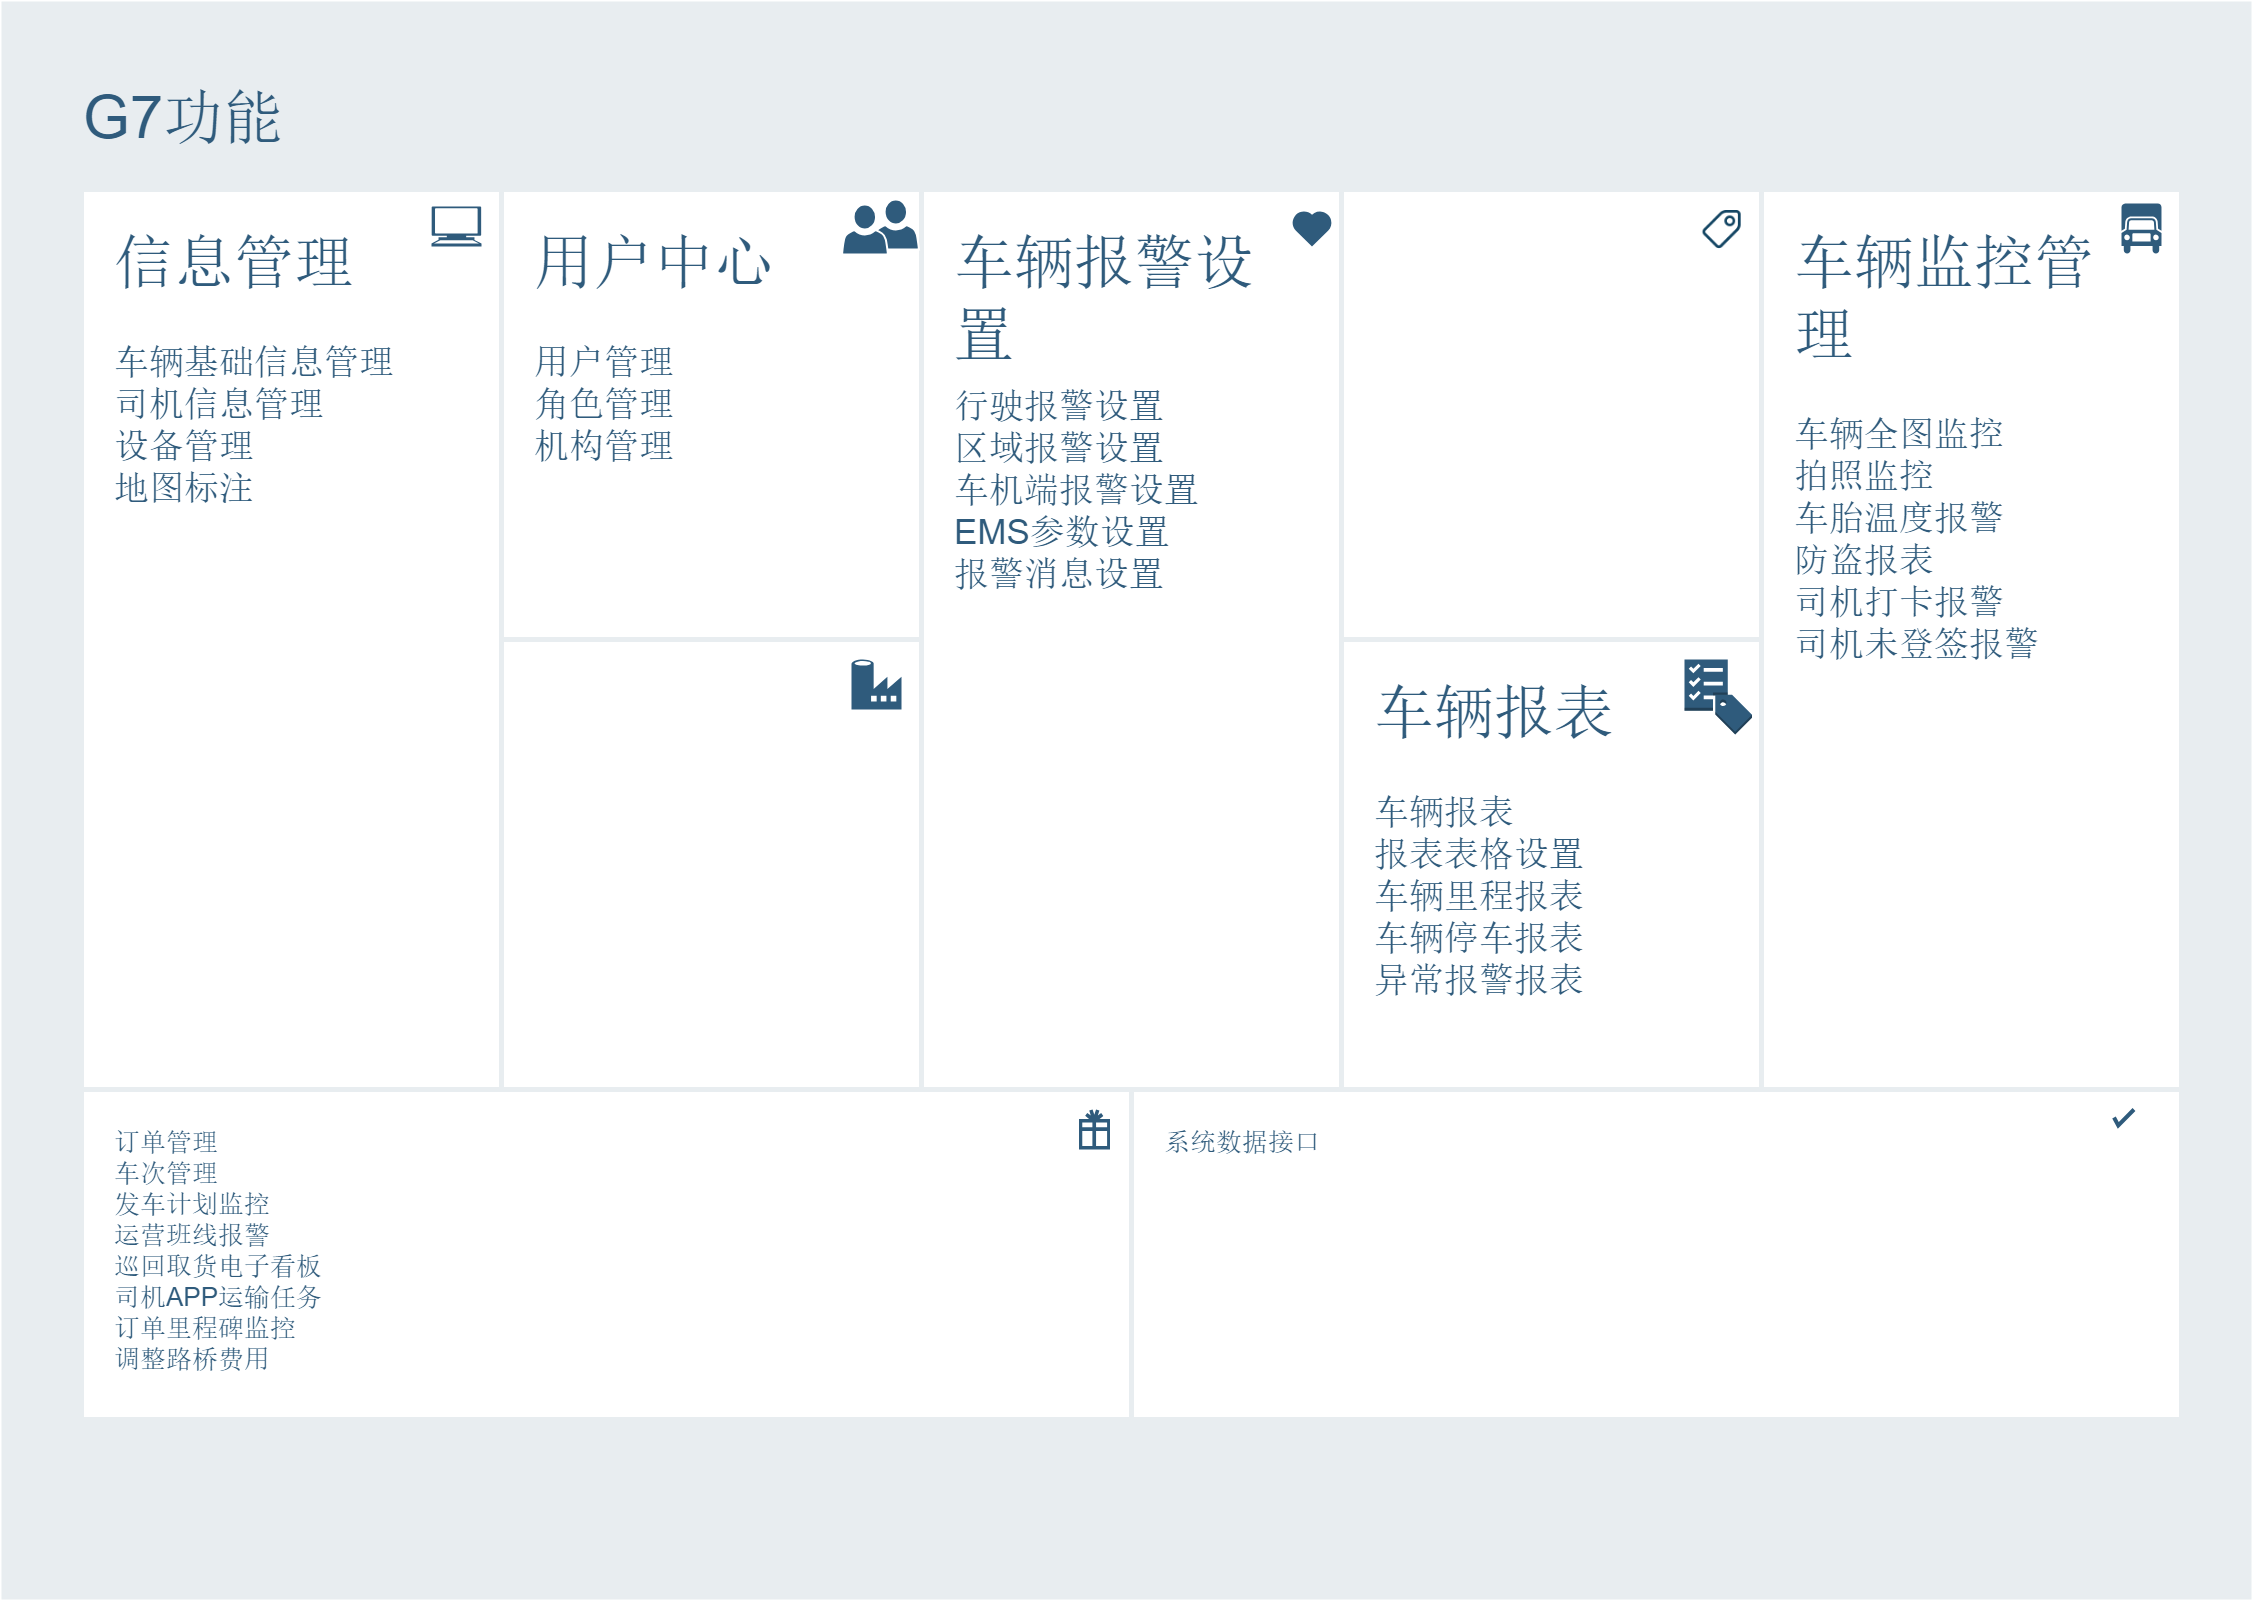 G7功能
信息管理
车辆基础信息管理
司机信息管理
设备管理
地图标注
用户中心
用户管理
角色管理
机构管理
车辆报警设
置
行驶报警设置
区域报警设置
车机端报警设置
EMS参数设置
报警消息设置
车辆报表
车辆报表
报表表格设置
车辆里程报表
车辆停车报表
异常报警报表
车辆监控管
理
车辆全图监控
拍照监控
车胎温度报警
防盗报表
司机打卡报警
司机未登签报警
订单管理
车次管理
发车计划监控
运营班线报警
巡回取货电子看板
司机APP运输任务
订单里程碑监控
调整路桥费用
系统数据接口